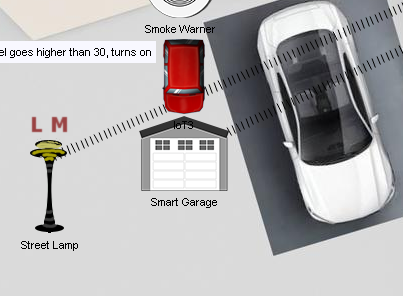 Smoke Warner
el goes higher than 30, turns on
IoT3
L M
Smart Garage
Street Lamp